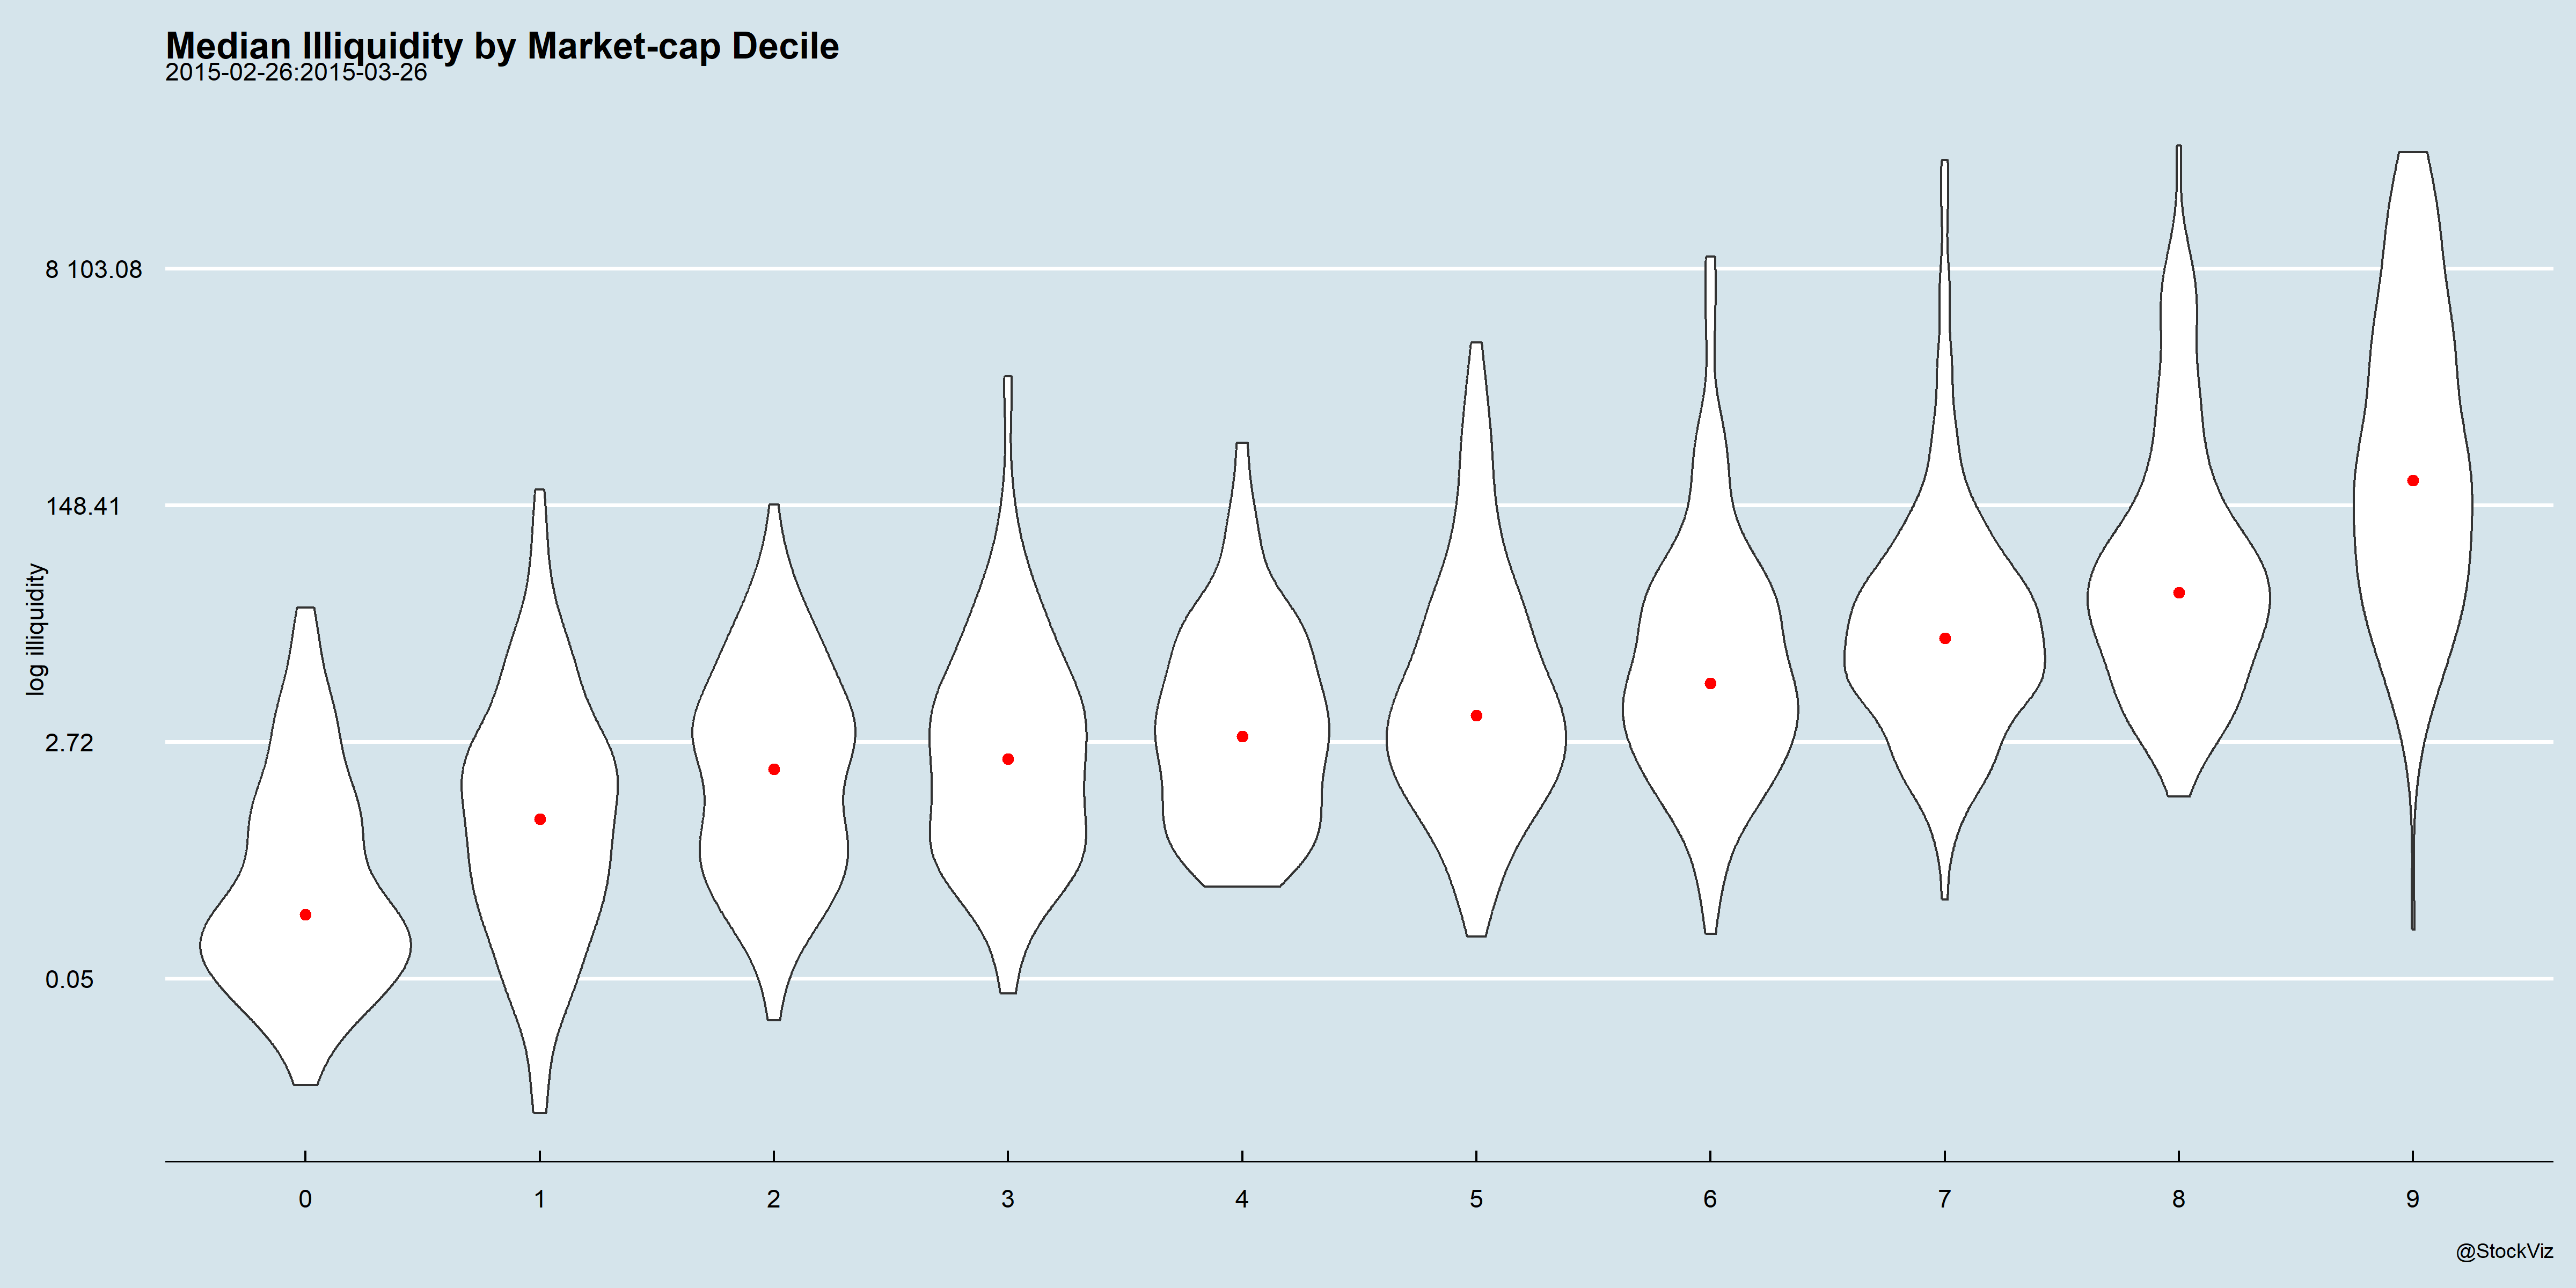 Median Illiquidity by Market-cap Decile
2015-02-26:2015-03-26
8 103.08
148.41
2.72
0.05
log illiquidity
0 1 2 3 4 5 6 7 8 9
@StockViz